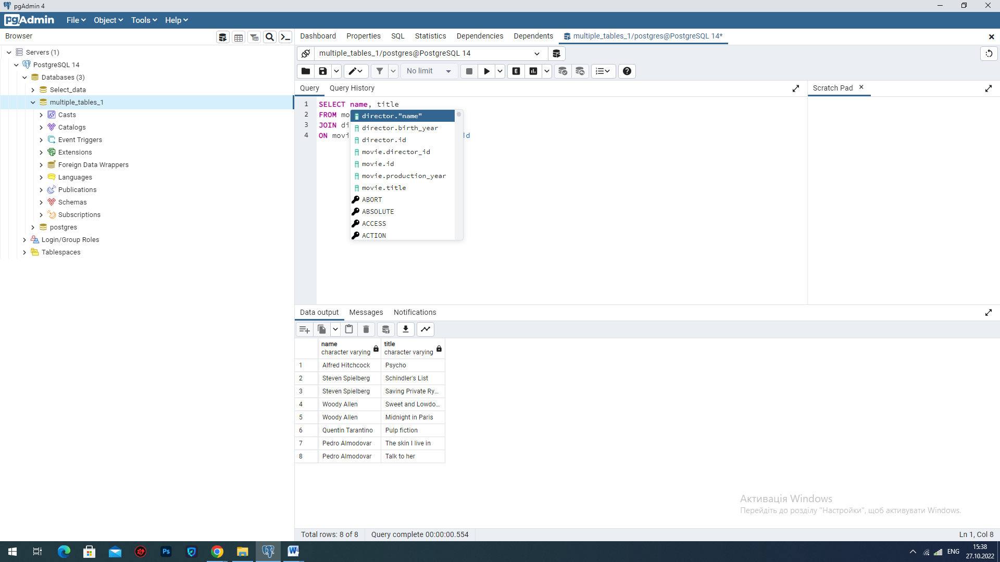 pgAdmin 4
pgAdmin
File
Object
Tools
Help
Browser
Dashboard
Properties
SQL
Statistics
Dependencies
Dependents
multiple_tables_1/postgres@PostgreSQL 14*
Servers (1)
PostgreSQL 14
Databases (3)
Select_data
multiple_tables_1
Casts
Catalogs
Event Triggers
Extensions
Foreign Data Wrappers
Languages
Publications
Schemas
Subscriptions
postgres
Login/Group Roles
Tablespaces
multiple_tables_1/postgres@PostgreSQL 14
No limit
E
Query
Query History
Scratch Pad
1 SELECT name, title
2 FROM mo
3 JOIN di
4 ON movi id
director."name"
director.birth_year
director.id
movie.director_id
movie.id
movie.production_year
movie.title
ABORT
ABSOLUTE
ACCESS
ACTION
Data output
Messages
Notifications
name
character varying
title
character varying
1 Alfred Hitchcock Psycho
2 Steven Spielberg Schindler's List
3 Steven Spielberg Saving Private Ry...
4 Woody Allen Sweet and Lowdo...
5 Woody Allen Midnight in Paris
6 Quentin Tarantino Pulp fiction
7 Pedro Almodovar The skin I live in
8 Pedro Almodovar Talk to her
Активація Windows
Перейдіть до розділу "Настройки", щоб активувати Windows.
Total rows: 8 of 8
Query complete 00:00:00.554
Ln 1, Col 8
Ps
W
ENG
15:38
27.10.2022